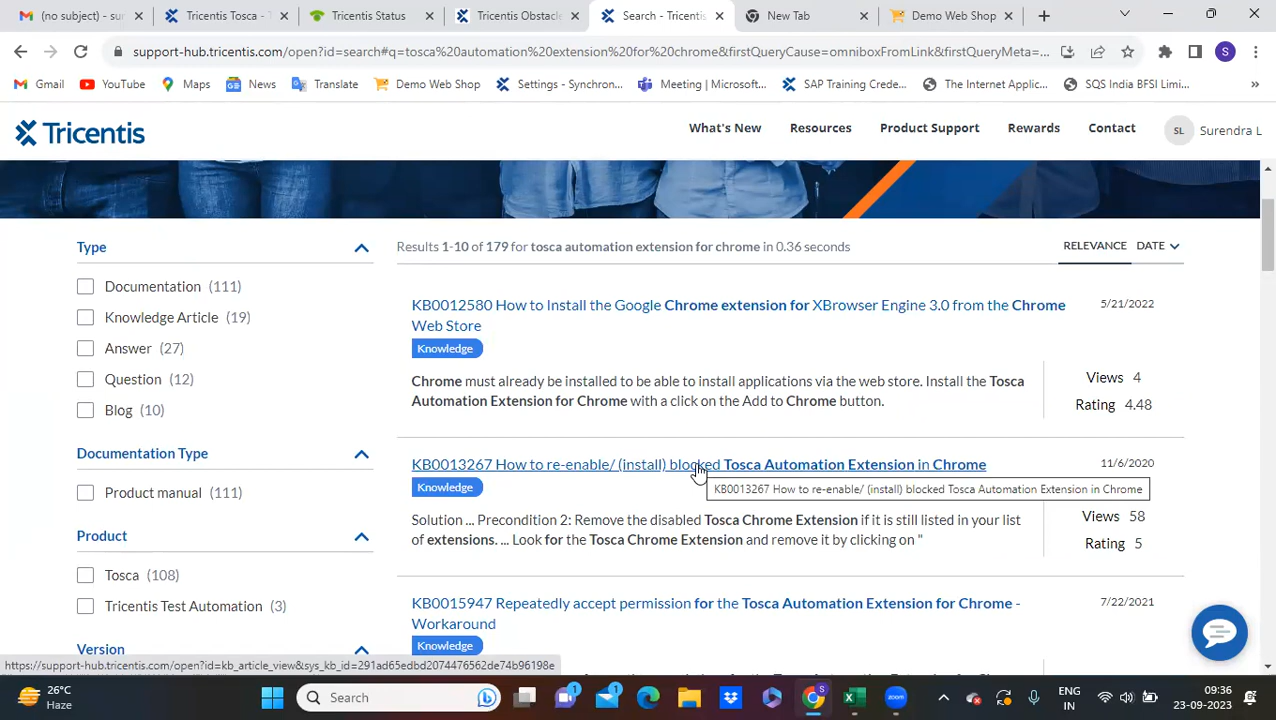 (no subject) - su
Tricentis Tosca - T
Tricentis Status
Tricentis Obstacle
Search - Tricentis
New Tab
Demo Web Shop
support-hub.tricentis.com/open?id=search#q=tosca%20automation%20extension%20for%20chrome&firstQueryCause=omniboxFromLink&firstQueryMeta=...
S
Gmail
YouTube
Maps
News
Translate
Demo Web Shop
Settings - Synchron...
Meeting | Microsoft...
SAP Training Crede...
The Internet Applic...
SQS India BFSI Limi...
Tricentis
What's New
Resources
Product Support
Rewards
Contact
SL
Surendra L
Type
Results 1-10 of 179 for tosca automation extension for chrome in 0.36 seconds
RELEVANCE
DATE
Documentation (111)
Knowledge Article (19)
Answer (27)
Question (12)
Blog (10)
KB0012580 How to Install the Google Chrome extension for XBrowser Engine 3.0 from the Chrome
Web Store
5/21/2022
Knowledge
Chrome must already be installed to be able to install applications via the web store. Install the Tosca
Automation Extension for Chrome with a click on the Add to Chrome button.
Views 4
Rating 4.48
Documentation Type
Product manual (111)
KB0013267 How to re-enable/ (install) blocked Tosca Automation Extension in Chrome
11/6/2020
Knowledge
KB0013267 How to re-enable/ (install) blocked Tosca Automation Extension in Chrome
Solution ... Precondition 2: Remove the disabled Tosca Chrome Extension if it is still listed in your list
of extensions. ... Look for the Tosca Chrome Extension and remove it by clicking on "
Views 58
Rating 5
Product
Tosca (108)
Tricentis Test Automation (3)
KB0015947 Repeatedly accept permission for the Tosca Automation Extension for Chrome -
Workaround
7/22/2021
Knowledge
Version
https://support-hub.tricentis.com/open?id=kb_article_view&sys_kb_id=291ad65edbd2074476562de74b96198e
26°C
Haze
Search
1
1
S
zoom
ENG
IN
09:36
23-09-2023